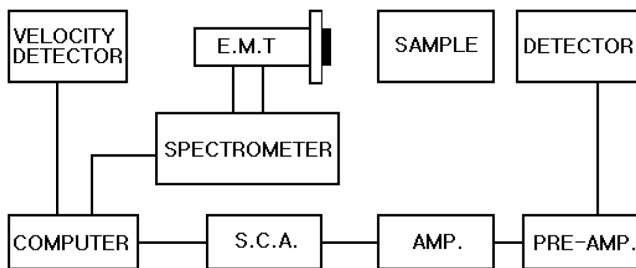 VELOCITY
DETECTOR
E.M.T
SAMPLE
DETECTOR
SPECTROMETER
COMPUTER
S.C.A.
AMP.
PRE-AMP.